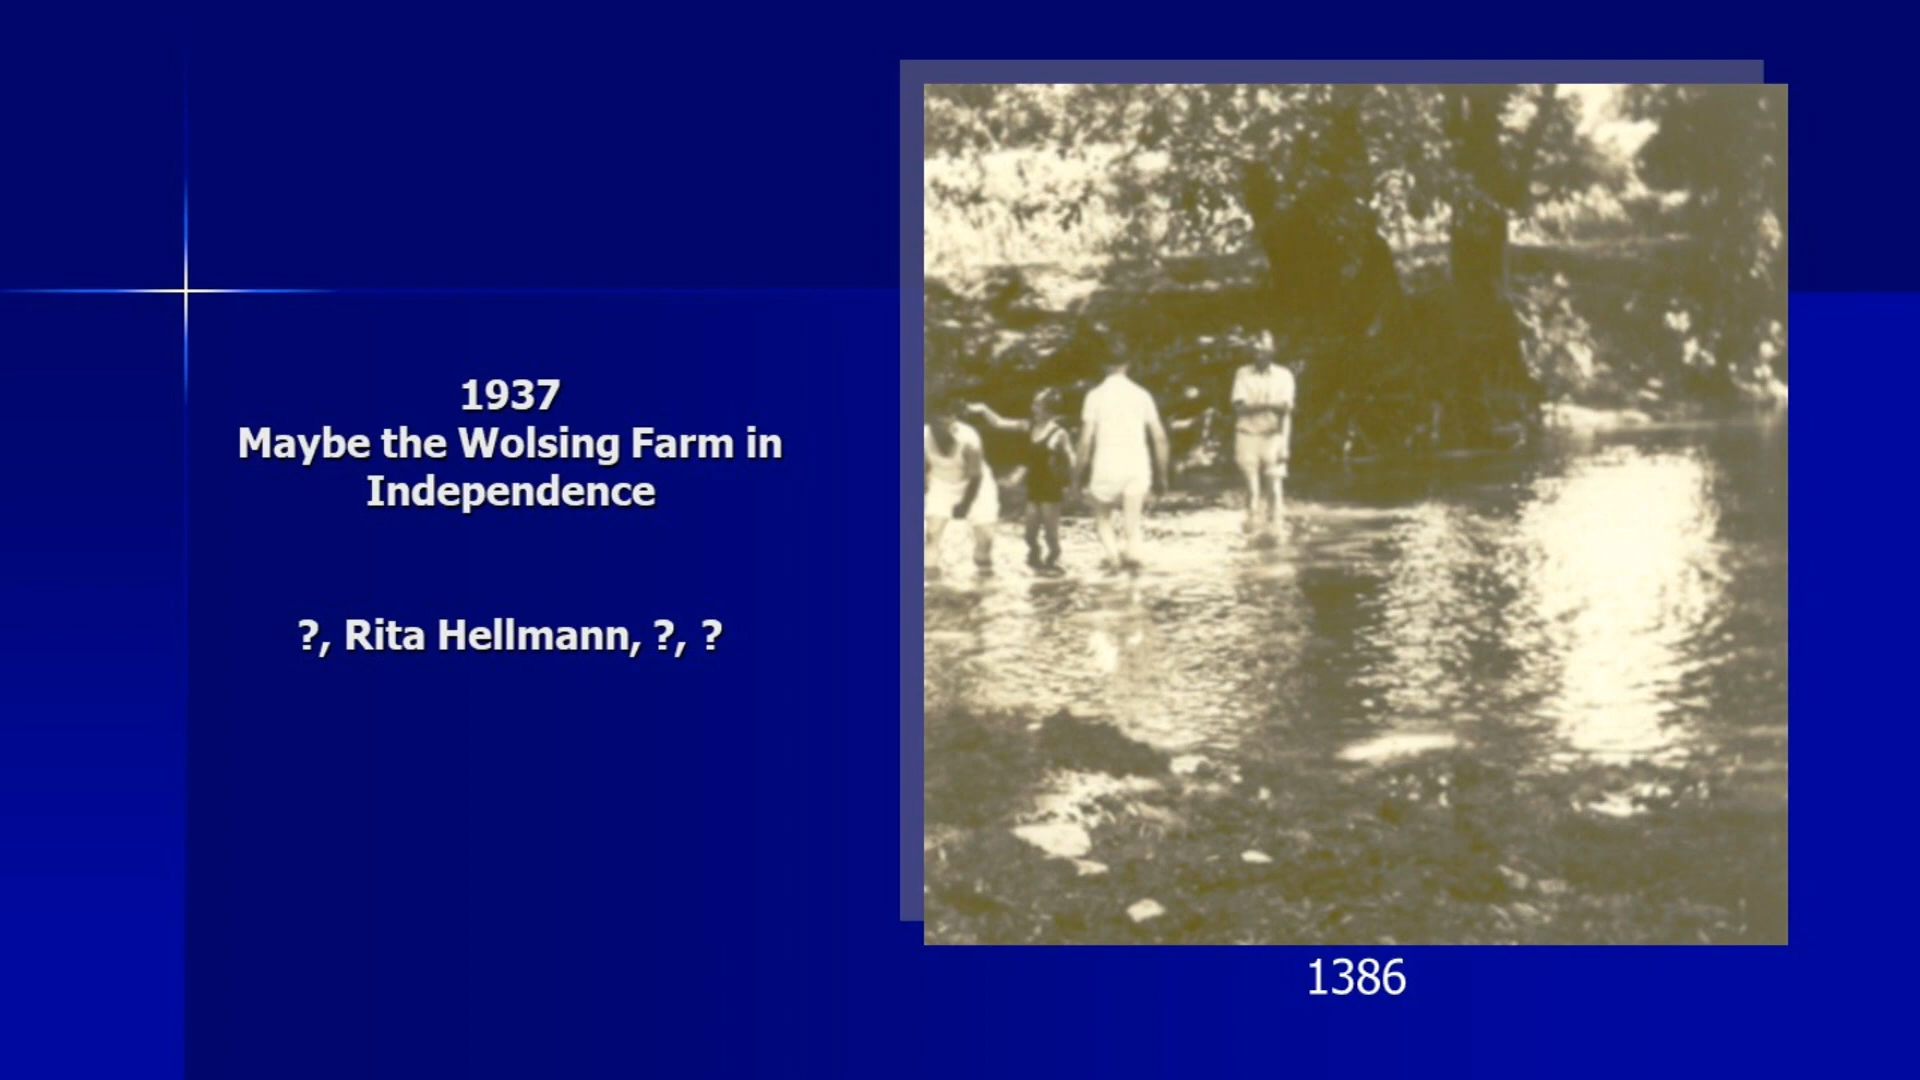 1937
Maybe the Wolsing Farm in
Independence
?, Rita Hellmann, ?, ?
1386